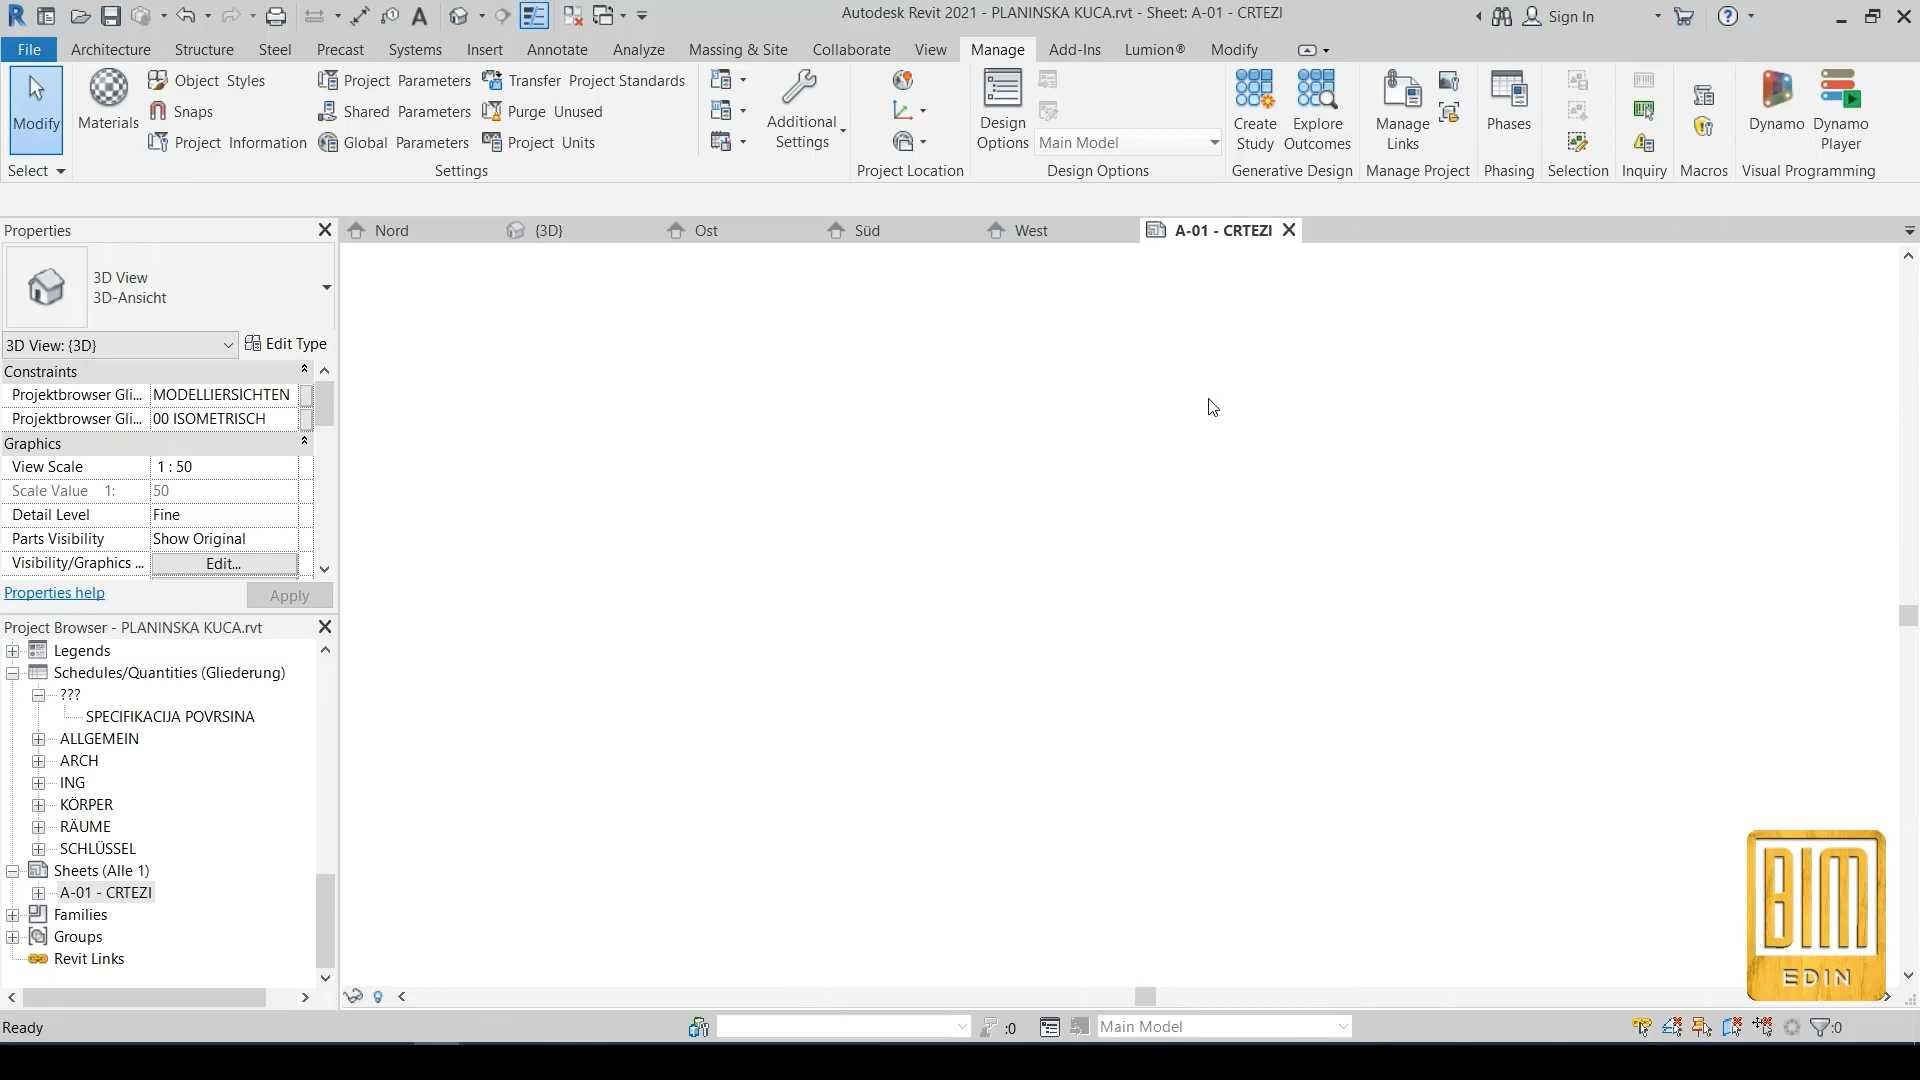 Autodesk Revit 2021 - PLANINSKA KUCA.rvt - Sheet: A-01 - CRTEZI
Sign In
File Architecture Structure Steel Precast Systems Insert Annotate Analyze Massing & Site Collaborate View Manage Add-Ins Lumion® Modify
Modify
Materials
Object Styles
Snaps
Project Information
Project Parameters
Shared Parameters
Global Parameters
Transfer Project Standards
Purge Unused
Project Units
Additional
Settings
Design
Options
Main Model
Create
Study
Explore
Outcomes
Manage
Links
Phases
Dynamo
Dynamo
Player
Select
Settings
Project Location
Design Options
Generative Design
Manage Project
Phasing
Selection
Inquiry
Macros
Visual Programming
Properties
Nord
{3D}
Ost
Süd
West
A-01 - CRTEZI
3D View
3D-Ansicht
3D View: {3D}
Edit Type
Constraints
Projektbrowser Gli... MODELLIERSICHTEN
Projektbrowser Gli... 00 ISOMETRISCH
Graphics
View Scale 1 : 50
Scale Value 1: 50
Detail Level Fine
Parts Visibility Show Original
Visibility/Graphics ... Edit...
Properties help
Apply
Project Browser - PLANINSKA KUCA.rvt
Legends
Schedules/Quantities (Gliederung)
???
SPECIFIKACIJA POVRSINA
ALLGEMEIN
ARCH
ING
KÖRPER
RÄUME
SCHLÜSSEL
Sheets (Alle 1)
A-01 - CRTEZI
Families
Groups
Revit Links
BIM
EDIN
Ready
:0
Main Model
:0